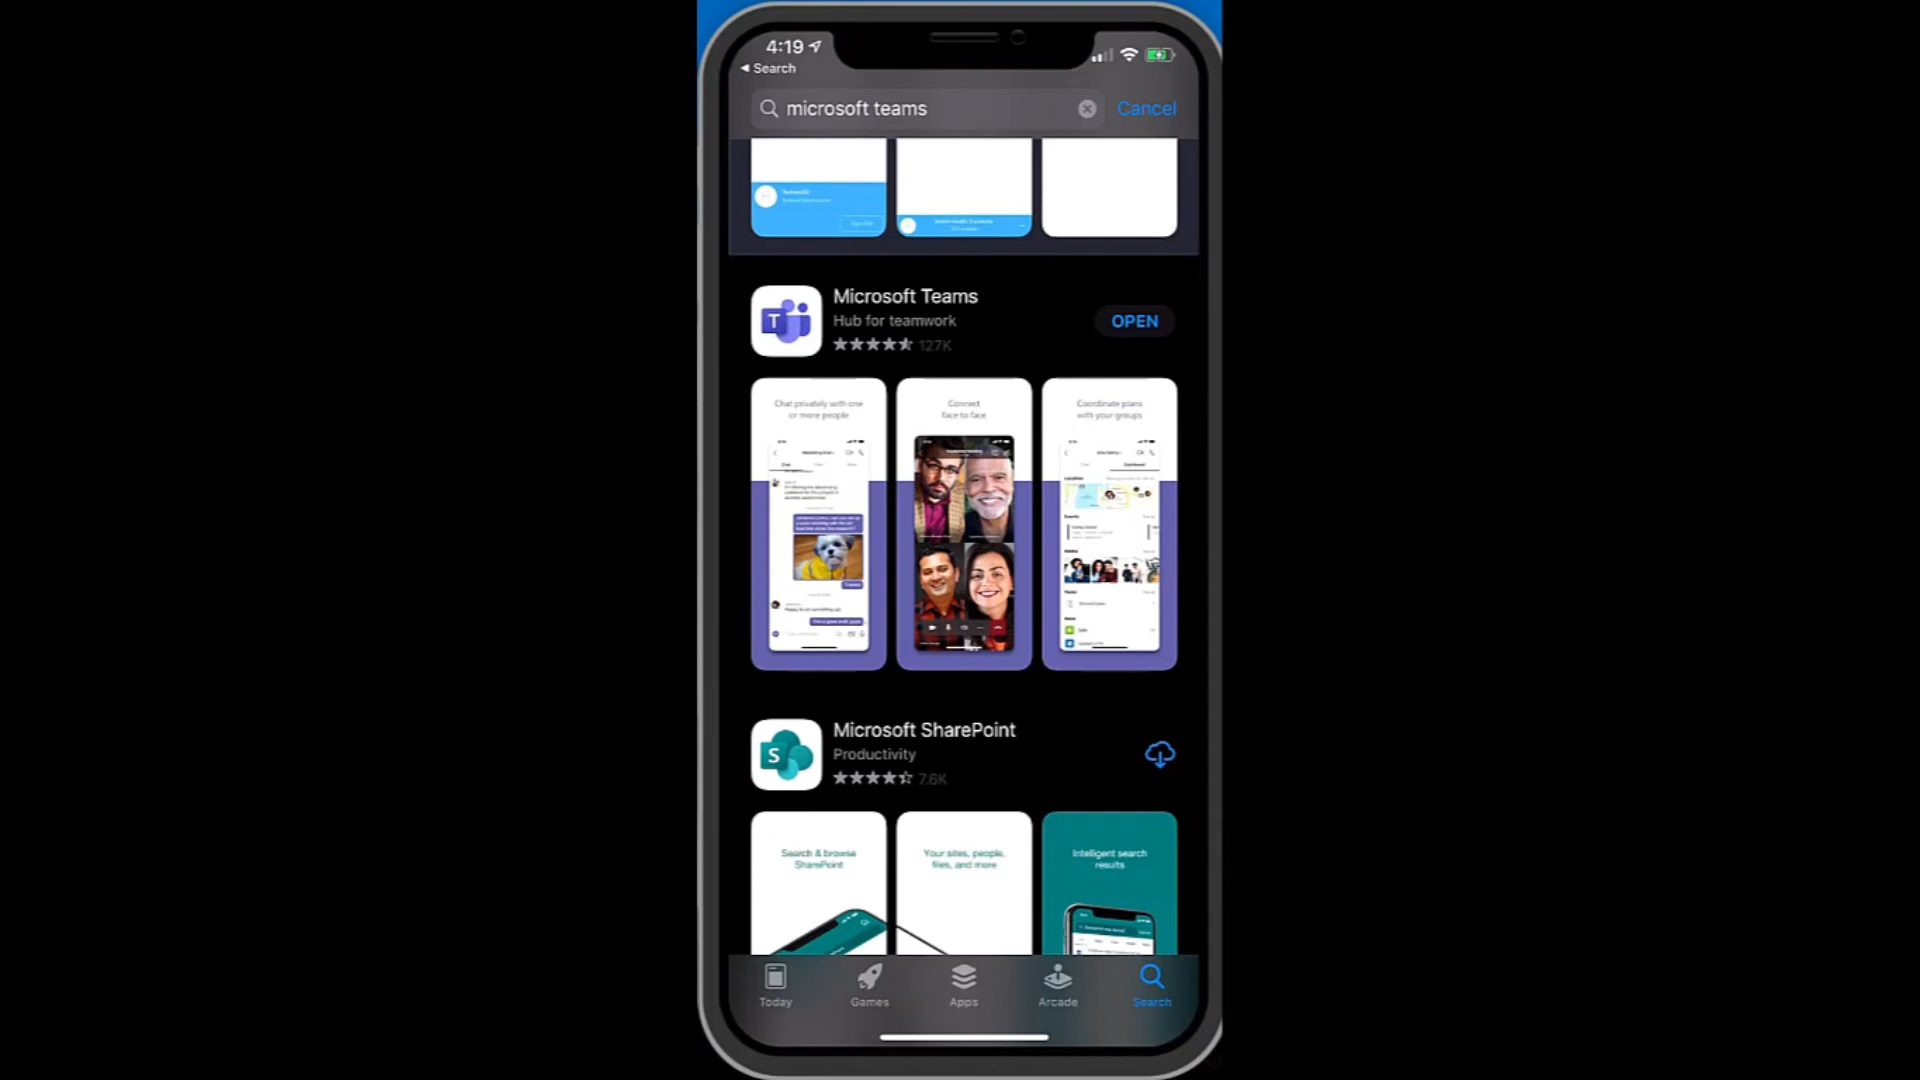 4:19
Search
microsoft teams
Cancel
Microsoft Teams
Hub for teamwork
127K
OPEN
Chat privately with one
or more people
Connect
face to face
Coordinate plans
with your groups
Microsoft SharePoint
Productivity
7.6K
Search & browse
SharePoint
Your sites, people,
files, and more
Intelligent search
results
Today
Games
Apps
Arcade
Search